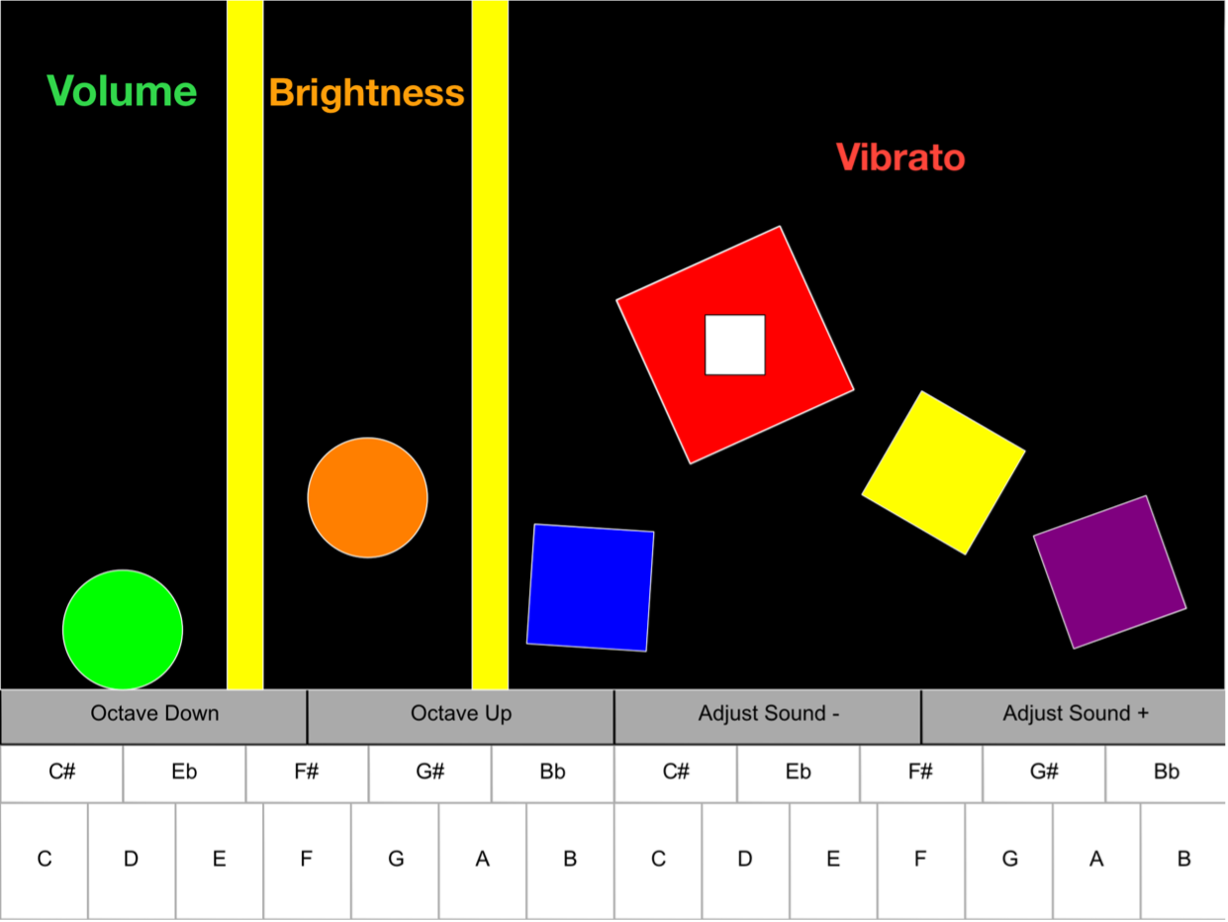 Volume
Brightness
Vibrato
Octave Down Octave Up Adjust Sound - Adjust Sound +
C# Eb F# G# Bb C# Eb F# G# Bb
C D E F G A B C D E F G A B